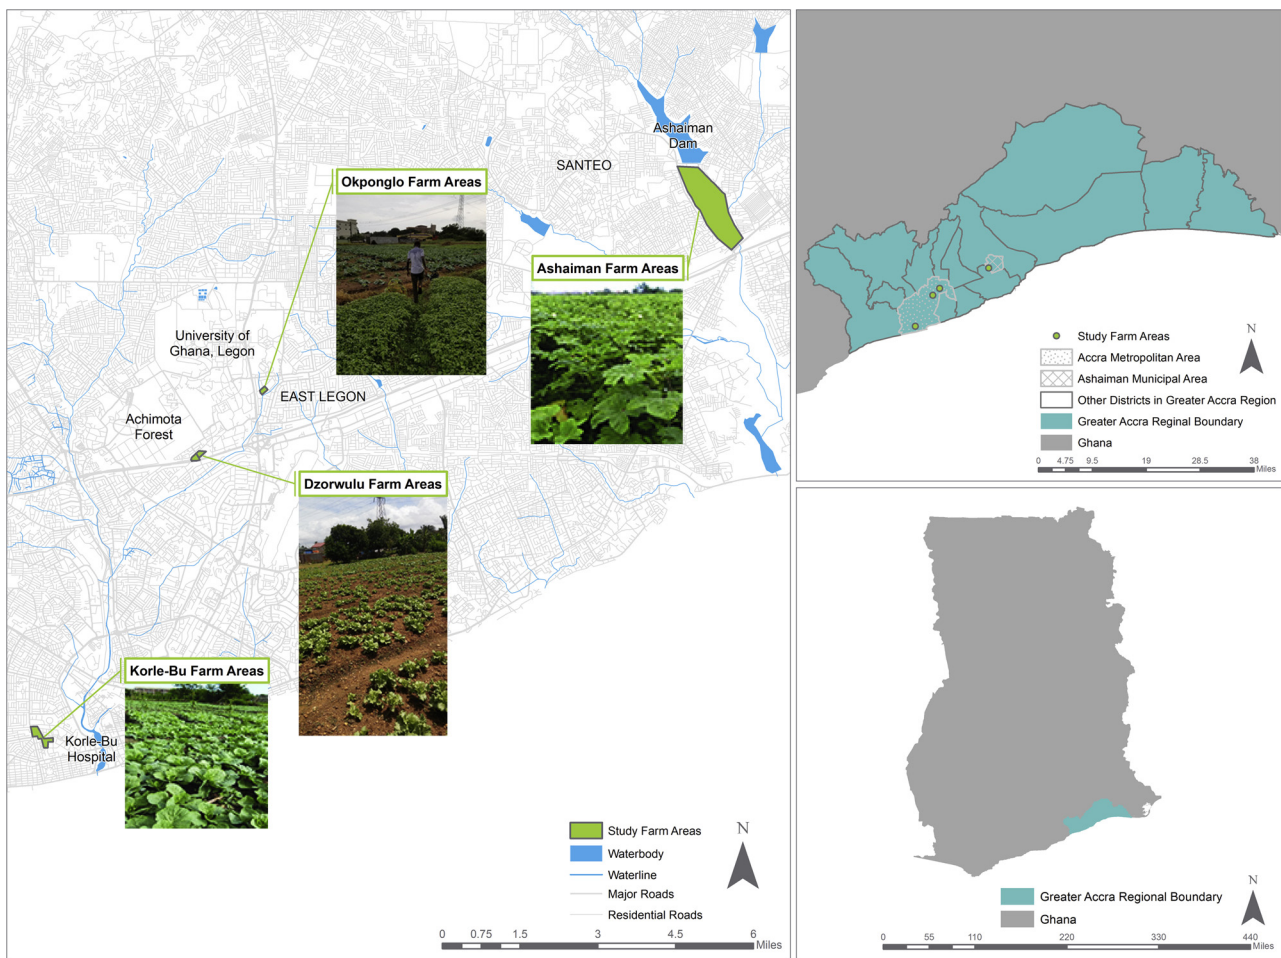 Ashaiman
Dam
SANTEO
Okponglo Farm Areas
Ashaiman Farm Areas
University of
Ghana, Legon
EAST LEGON
Achimota
Forest
Dzorwulu Farm Areas
Korle-Bu Farm Areas
Korle-Bu
Hospital
Study Farm Areas
Waterbody
Waterline
Major Roads
Residential Roads
N
0 0.75 1.5 3 4.5 6
Miles
Study Farm Areas
Accra Metropolitan Area
Ashaiman Municipal Area
Other Districts in Greater Accra Region
Greater Accra Reginal Boundary
Ghana
N
0 4.75 9.5 19 28.5 38
Miles
Greater Accra Regional Boundary
Ghana
N
0 55 110 220 330 440
Miles